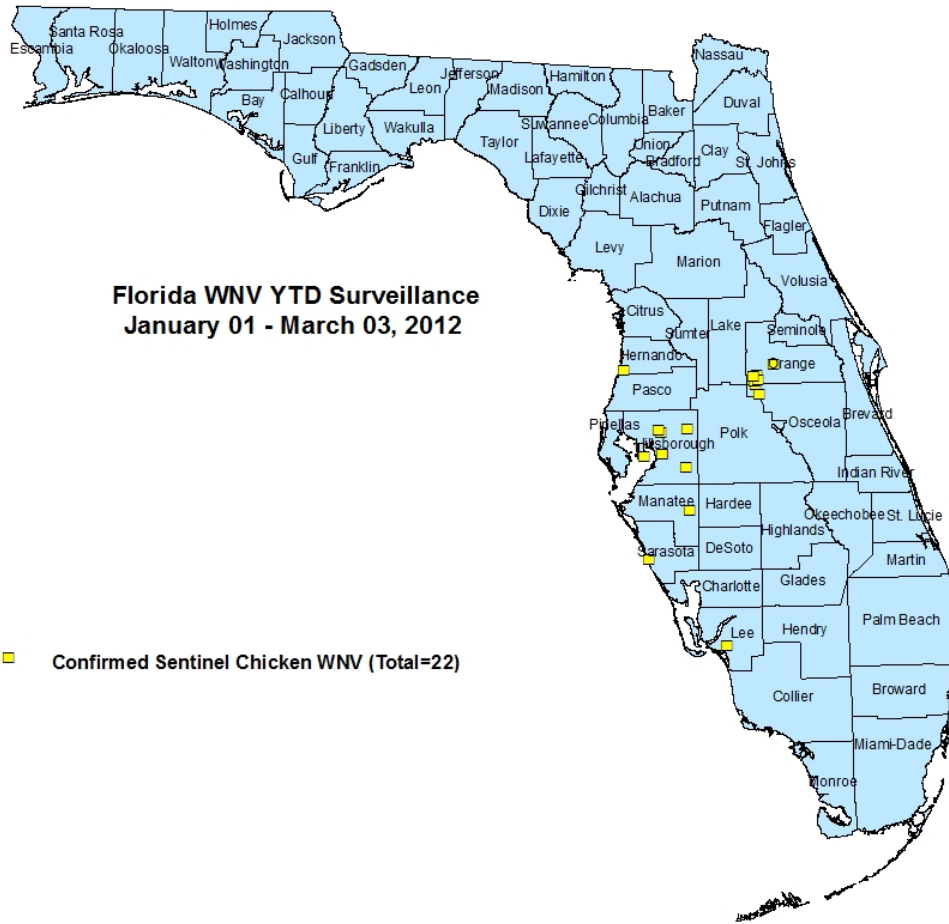 Holmes
Santa Rosa
Jackson
Escambia
Okaloosa
Walton
Washington
Nassau
Gadsden
Jefferson
Hamilton
Leon
Madison
Bay
Calhoun
Baker
Duval
Suwannee
Columbia
Liberty
Wakulla
Taylor
Union
Clay
Lafayette
Bradford
St. Johns
Gulf
Franklin
Gilchrist
Alachua
Putnam
Dixie
Flagler
Levy
Marion
Volusia
Florida WNV YTD Surveillance
January 01 - March 03, 2012
Citrus
Lake
Sumter
Seminole
Hernando
Orange
Pasco
Brevard
Pinellas
Osceola
Polk
Hillsborough
Indian River
Manatee
Hardee
Okeechobee
St. Lucie
Highlands
Sarasota
DeSoto
Martin
Charlotte
Glades
Palm Beach
Lee
Hendry
Confirmed Sentinel Chicken WNV (Total=22)
Collier
Broward
Miami-Dade
Monroe